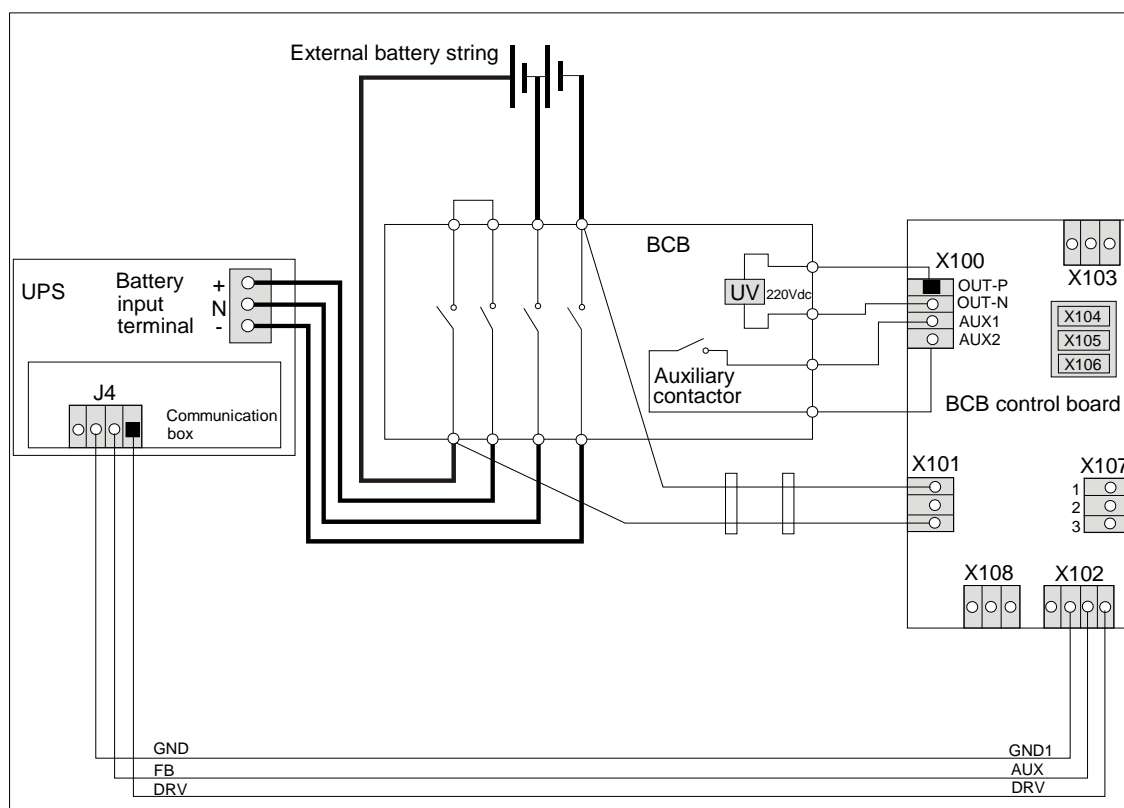 External battery string
BCB
X100
X103
UPS
Battery
input
terminal
+
N
-
UV
220Vdc
OUT-P
OUT-N
AUX1
AUX2
X104
X105
X106
Auxiliary
contactor
BCB control board
J4
Communication
box
X101
X107
1
2
3
X108
X102
GND
GND1
FB
AUX
DRV
DRV